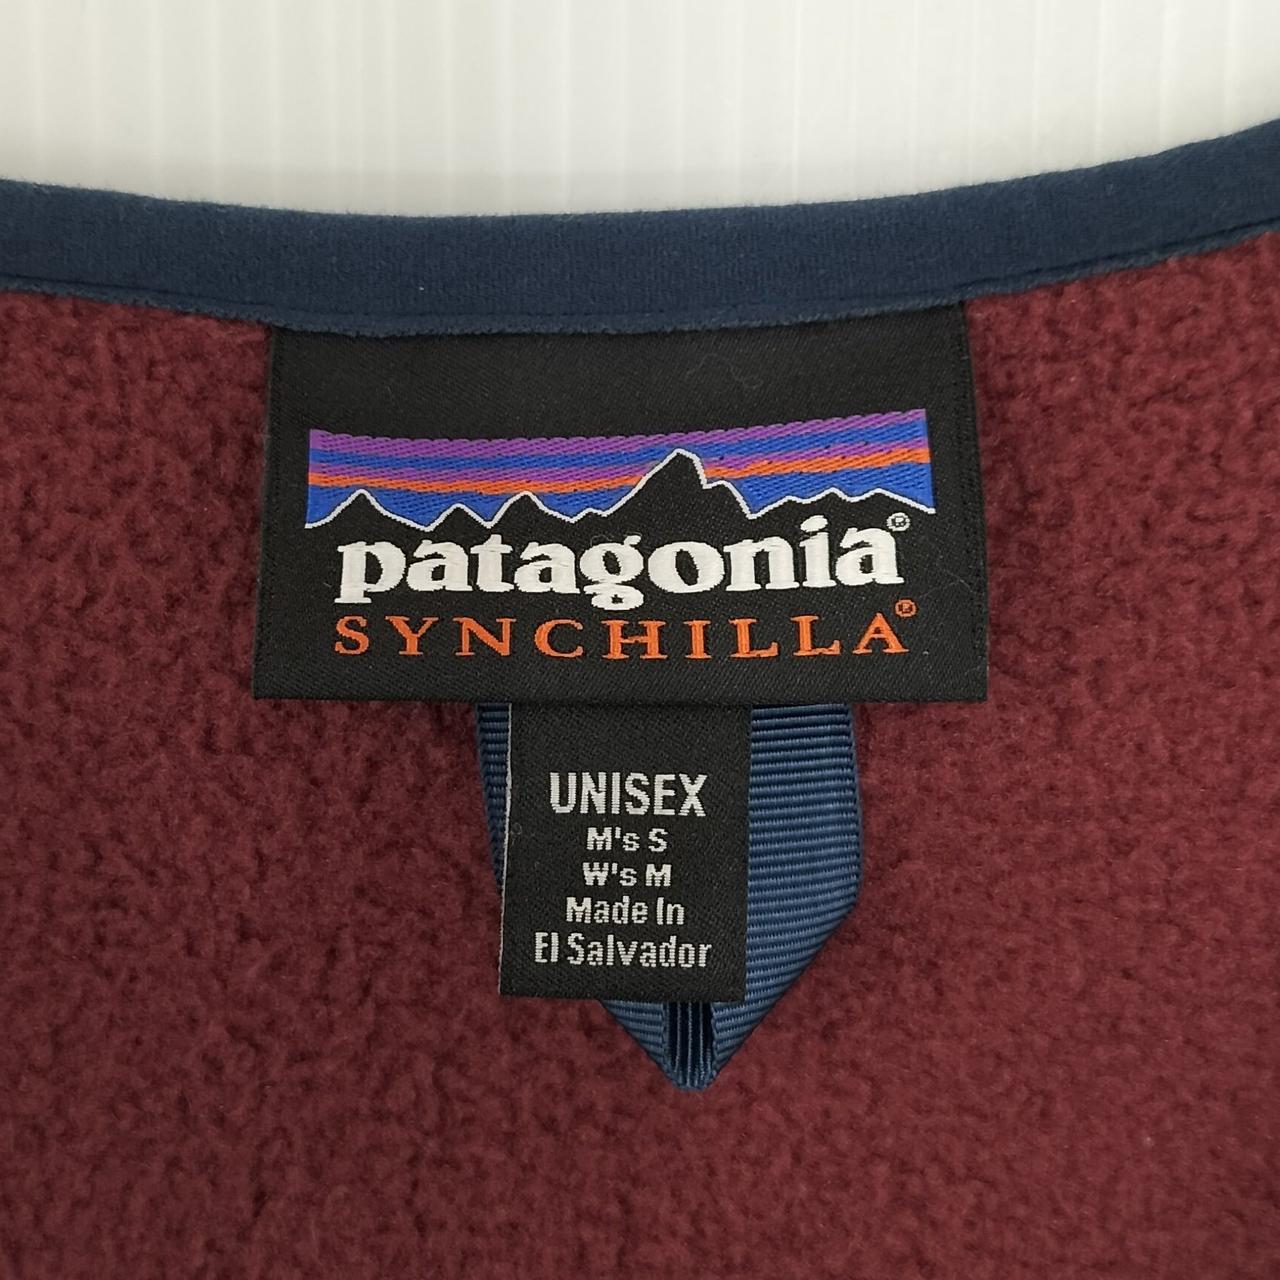 patagonia®
SYNCHILLA®
UNISEX
M's S
W's M
Made In
El Salvador